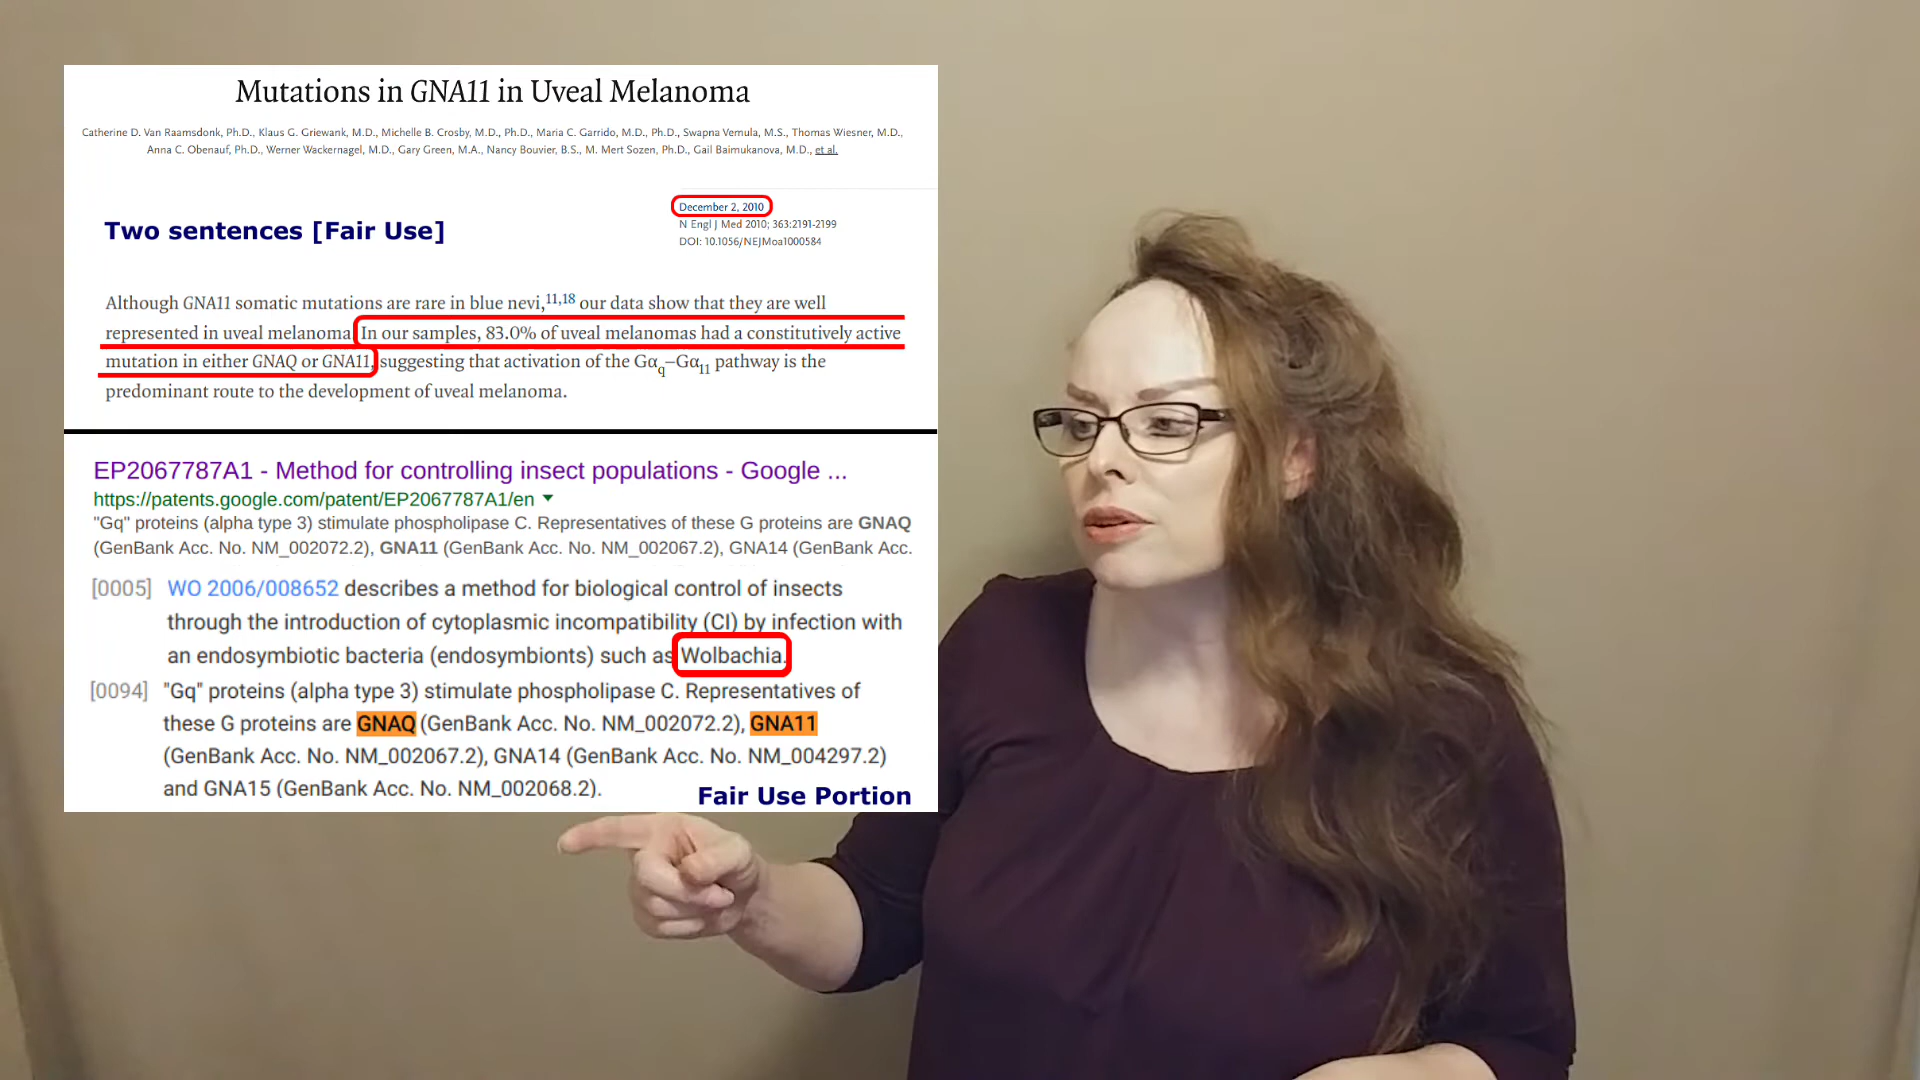 Mutations in GNA11 in Uveal Melanoma
Catherine D. Van Raamsdonk, Ph.D., Klaus G. Griewank, M.D., Michelle B. Crosby, M.D., Ph.D., Maria C. Garrido, M.D., Ph.D., Swapna Vemula, M.S., Thomas Wiesner, M.D.,
Anna C. Obenauf, Ph.D., Werner Wackernagel, M.D., Gary Green, M.A., Nancy Bouvier, B.S., M. Mert Sozen, Ph.D., Gail Baimukanova, M.D., et al.
December 2, 2010
N Engl J Med 2010; 363:2191-2199
DOI: 10.1056/NEJMoa1000584
Two sentences [Fair Use]
Although GNA11 somatic mutations are rare in blue nevi,11,18 our data show that they are well
represented in uveal melanoma. In our samples, 83.0% of uveal melanomas had a constitutively active
mutation in either GNAQ or GNA11, suggesting that activation of the Gαq–Gα11 pathway is the
predominant route to the development of uveal melanoma.
EP2067787A1 - Method for controlling insect populations - Google ...
https://patents.google.com/patent/EP2067787A1/en
"Gq" proteins (alpha type 3) stimulate phospholipase C. Representatives of these G proteins are GNAQ
(GenBank Acc. No. NM_002072.2), GNA11 (GenBank Acc. No. NM_002067.2), GNA14 (GenBank Acc.
[0005] WO 2006/008652 describes a method for biological control of insects
through the introduction of cytoplasmic incompatibility (CI) by infection with
an endosymbiotic bacteria (endosymbionts) such as Wolbachia.
[0094] "Gq" proteins (alpha type 3) stimulate phospholipase C. Representatives of
these G proteins are GNAQ (GenBank Acc. No. NM_002072.2), GNA11
(GenBank Acc. No. NM_002067.2), GNA14 (GenBank Acc. No. NM_004297.2)
and GNA15 (GenBank Acc. No. NM_002068.2).
Fair Use Portion